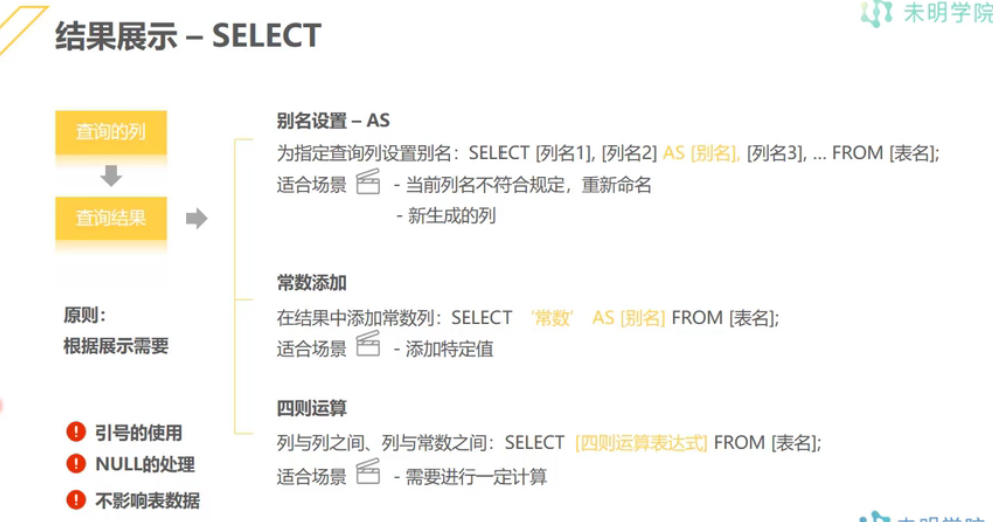 未明学院
结果展示 – SELECT
查询的列
查询结果
原则：
根据展示需要
引号的使用
NULL的处理
不影响表数据
别名设置 – AS
为指定查询列设置别名：SELECT [列名1], [列名2] AS [别名], [列名3], ... FROM [表名];
适合场景 - 当前列名不符合规定，重新命名
- 新生成的列
常数添加
在结果中添加常数列：SELECT ‘常数’ AS [别名] FROM [表名];
适合场景 - 添加特定值
四则运算
列与列之间、列与常数之间：SELECT [四则运算表达式] FROM [表名];
适合场景 - 需要进行一定计算
未明学院